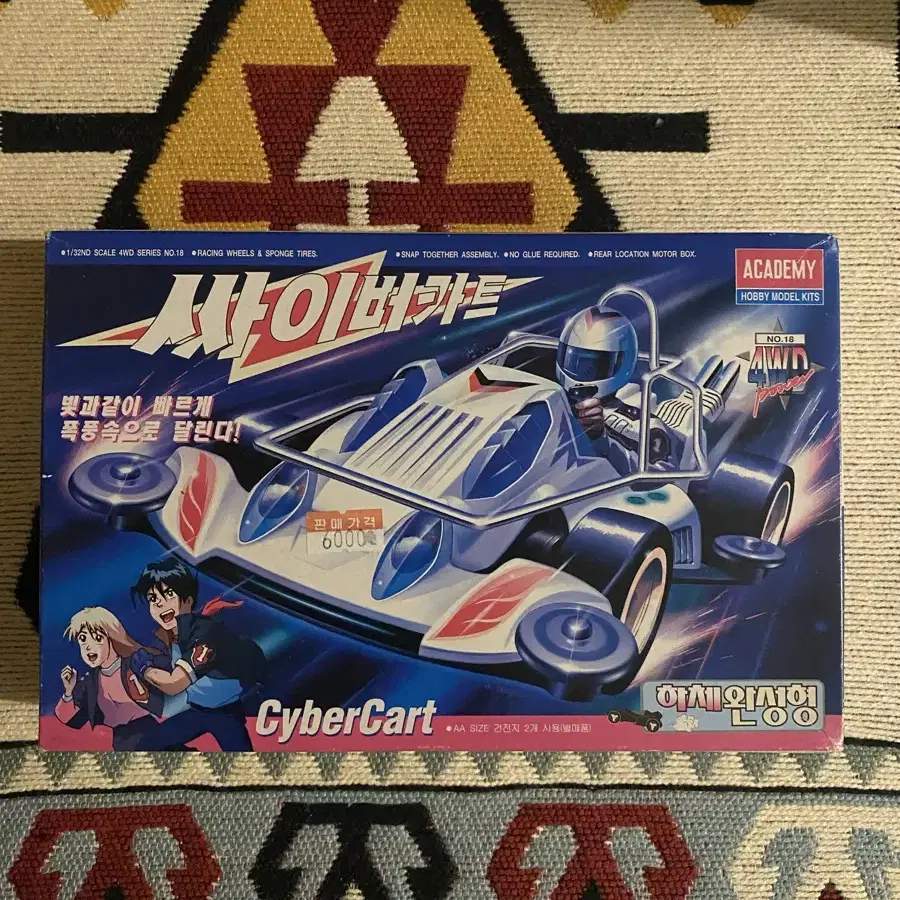 •1/32ND SCALE 4WD SERIES NO.18 •RACING WHEELS & SPONGE TIRES. •SNAP TOGETHER ASSEMBLY. •NO GLUE REQUIRED. •REAR LOCATION MOTOR BOX.
ACADEMY
HOBBY MODEL KITS
싸이버카트
NO.18
4WD
power
빛과같이 빠르게
폭풍속으로 달린다!
판매가격
6000
1
1
CyberCart
•AA SIZE 건전지 2개 사용(별매품)
하체완성형